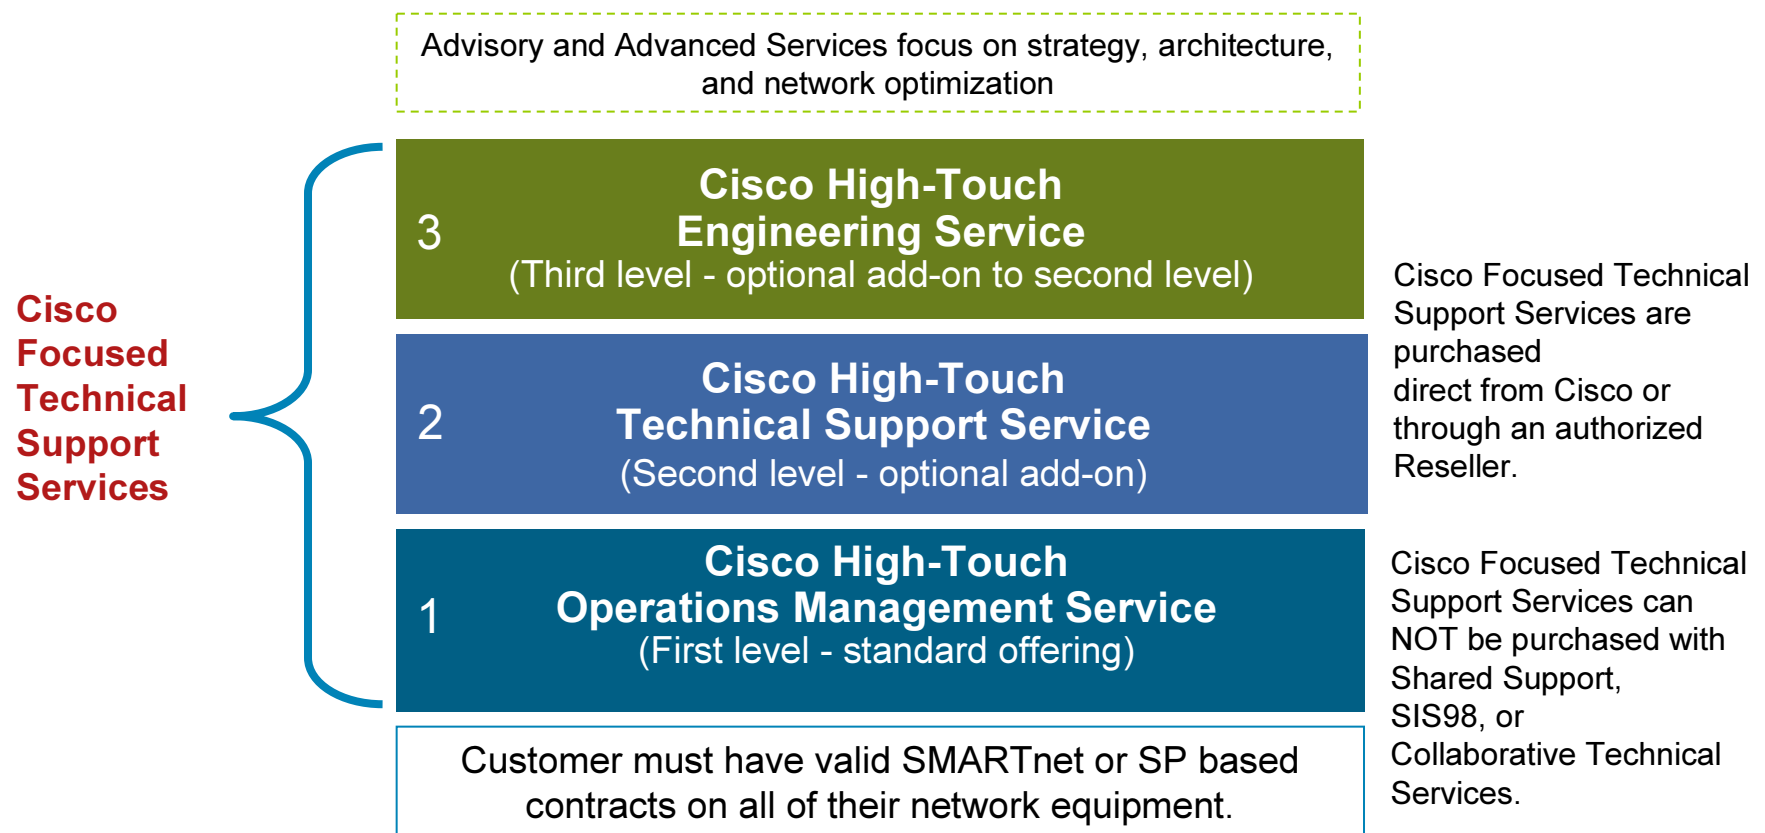 Advisory and Advanced Services focus on strategy, architecture,
and network optimization
Cisco
Focused
Technical
Support
Services
3
Cisco High-Touch
Engineering Service
(Third level - optional add-on to second level)
2
Cisco High-Touch
Technical Support Service
(Second level - optional add-on)
1
Cisco High-Touch
Operations Management Service
(First level - standard offering)
Customer must have valid SMARTnet or SP based
contracts on all of their network equipment.
Cisco Focused Technical
Support Services are
purchased
direct from Cisco or
through an authorized
Reseller.
Cisco Focused Technical
Support Services can
NOT be purchased with
Shared Support,
SIS98, or
Collaborative Technical
Services.